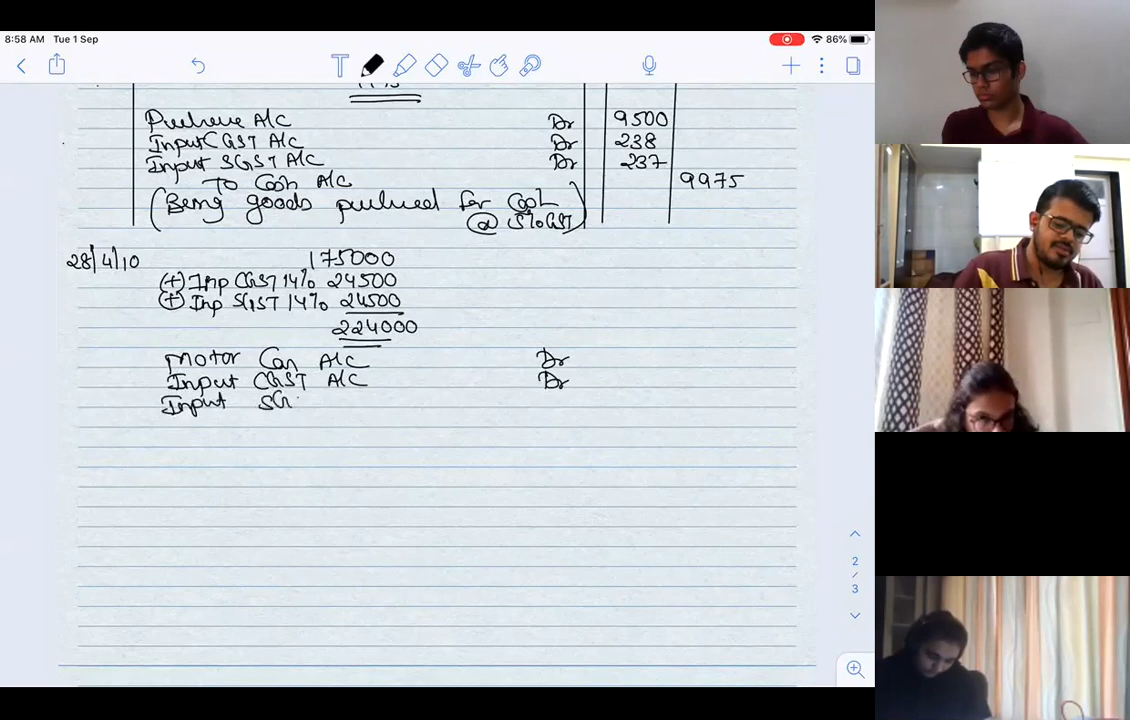 8:58 AM Tue 1 Sep
86%
T
Purchase A/C Dr 9500
Input CGST A/C Dr 238
Input SGST A/C Dr 237
To Cash A/C 9975
(Being goods purchased for Cash
@ 5% GST)
28/4/10 175000
(+) Inp CGST 14% 24500
(+) Inp SGST 14% 24500
224000
Motor Car A/C Dr
Input CGST A/C Dr
Input SG
2
/
3